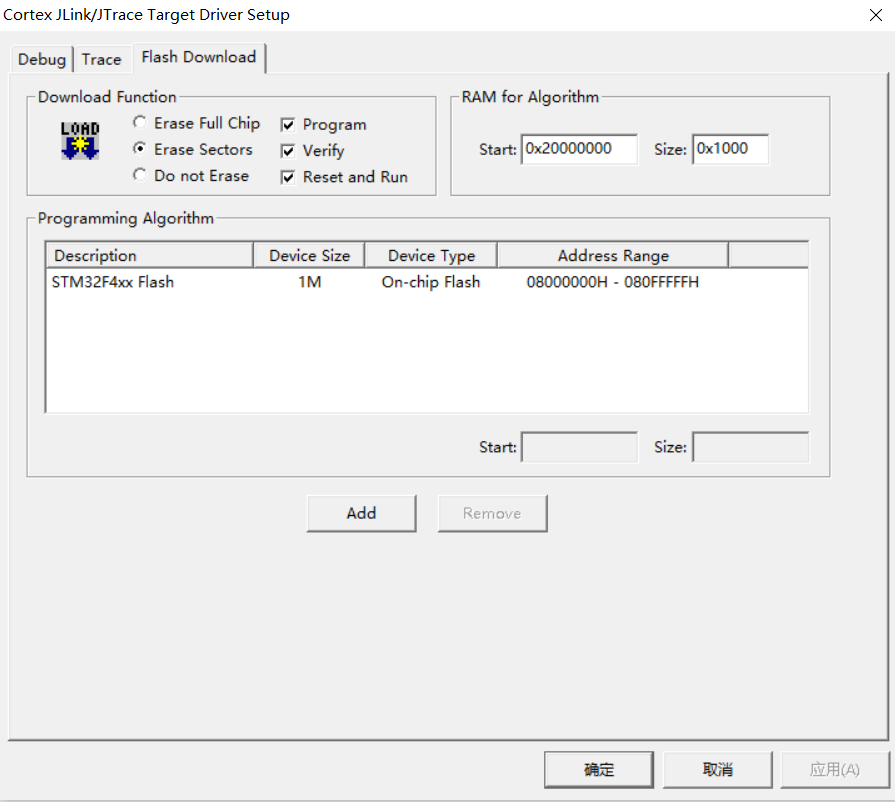 Cortex JLink/JTrace Target Driver Setup
Debug Trace Flash Download
Download Function
LOAD
Erase Full Chip
Erase Sectors
Do not Erase
Program
Verify
Reset and Run
RAM for Algorithm
Start: 0x20000000 Size: 0x1000
Programming Algorithm
Description Device Size Device Type Address Range
STM32F4xx Flash 1M On-chip Flash 08000000H - 080FFFFFH
Start: Size:
Add Remove
确定 取消 应用(A)